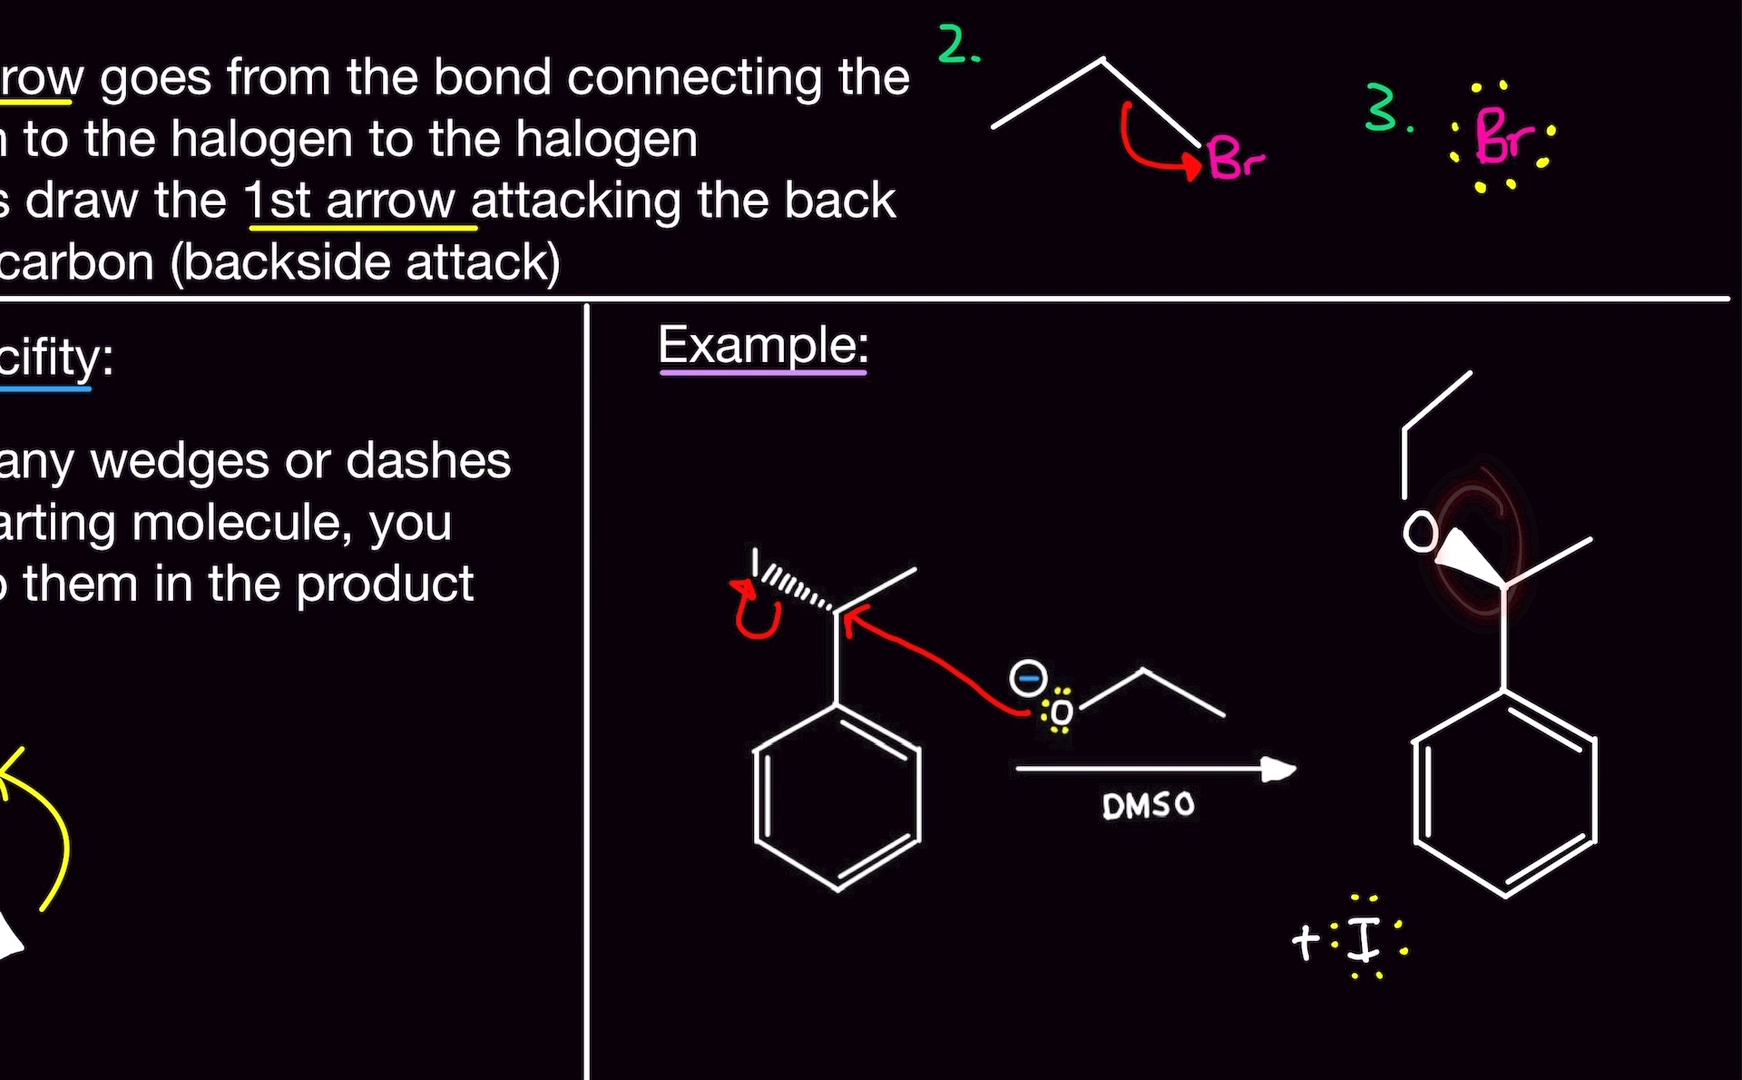 2.
row goes from the bond connecting the
to the halogen to the halogen
3.
Br
Br
draw the 1st arrow attacking the back
carbon (backside attack)
cifity:
Example:
any wedges or dashes
arting molecule, you
them in the product
O
I
O
DMSO
+ I